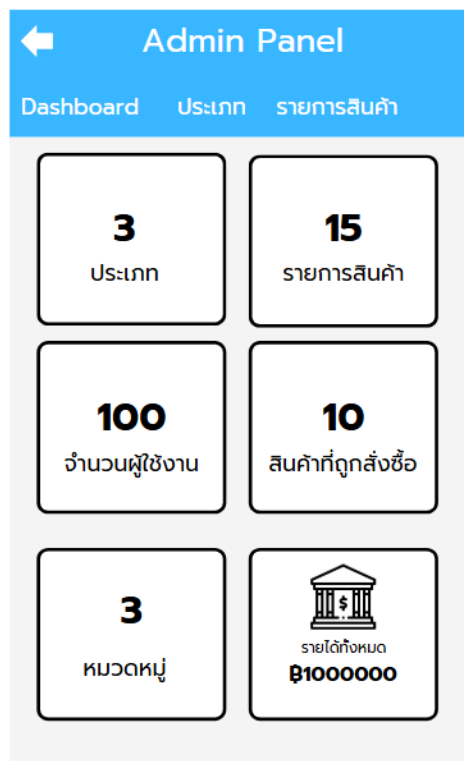 Admin Panel
Dashboard ประเภท รายการสินค้า
3
ประเภท
15
รายการสินค้า
100
จำนวนผู้ใช้งาน
10
สินค้าที่ถูกสั่งซื้อ
3
หมวดหมู่
$
รายได้ทั้งหมด
฿1000000